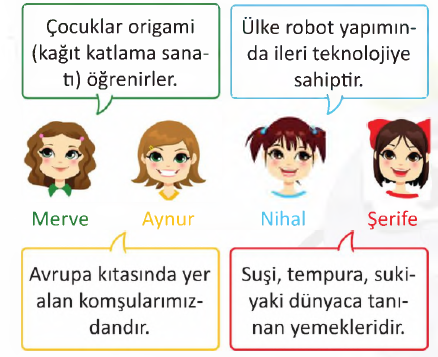 Çocuklar origami
(kağıt katlama sana-
tı) öğrenirler.
Ülke robot yapımın-
da ileri teknolojiye
sahiptir.
Merve
Aynur
Nihal
Şerife
Avrupa kıtasında yer
alan komşularımız-
dandır.
Suşi, tempura, suki-
yaki dünyaca tanı-
nan yemekleridir.